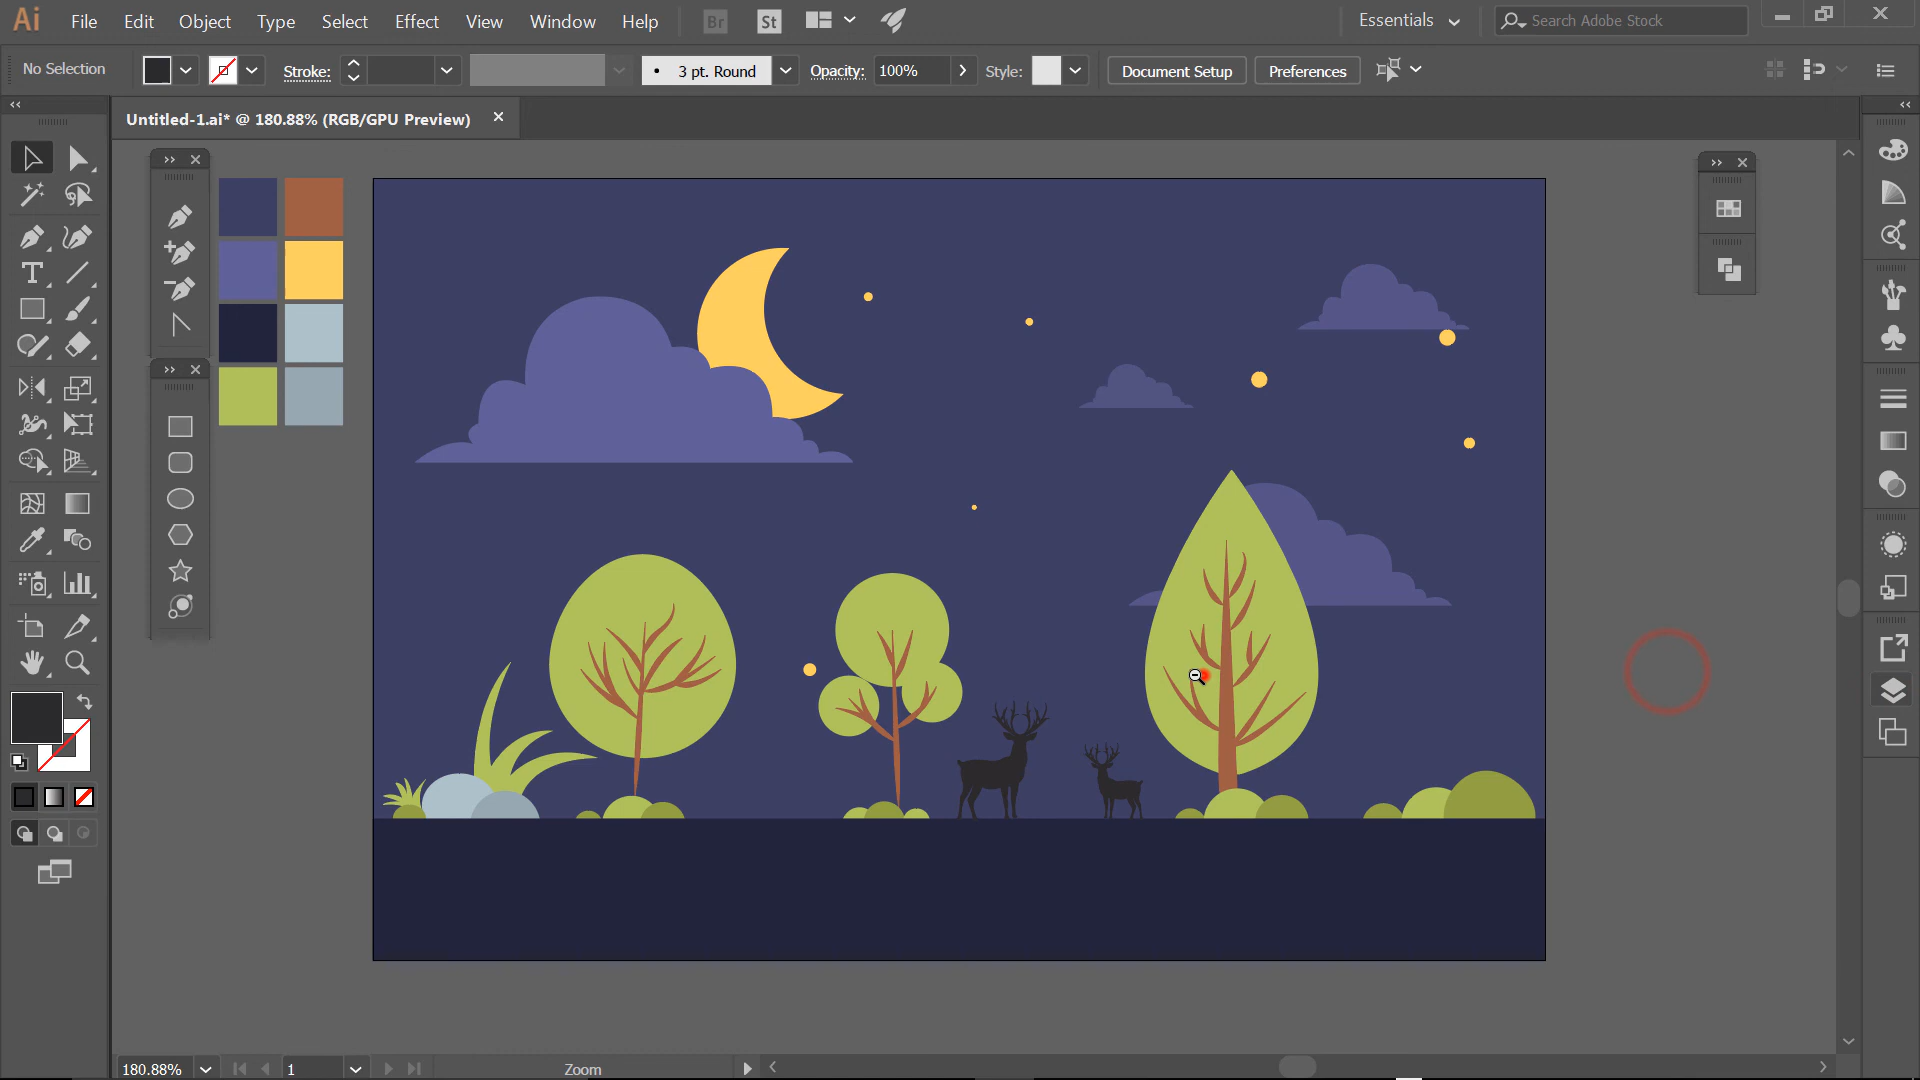 Ai File Edit Object Type Select Effect View Window Help Br St Essentials Search Adobe Stock
No Selection Stroke: 3 pt. Round Opacity: 100% Style: Document Setup Preferences
Untitled-1.ai* @ 180.88% (RGB/GPU Preview)
180.88% 1 Zoom